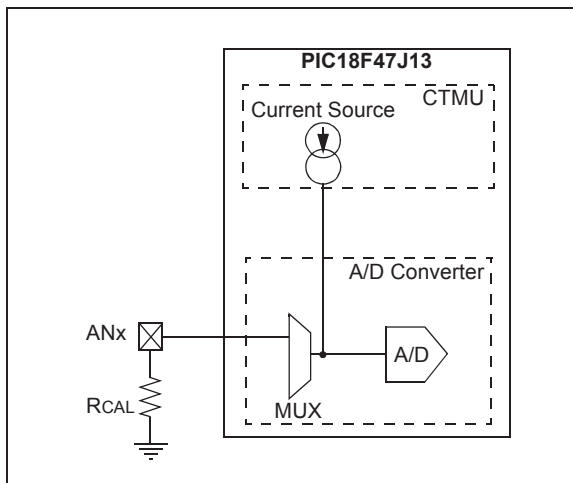 PIC18F47J13
CTMU
Current Source
A/D Converter
ANx
A/D
RCAL
MUX